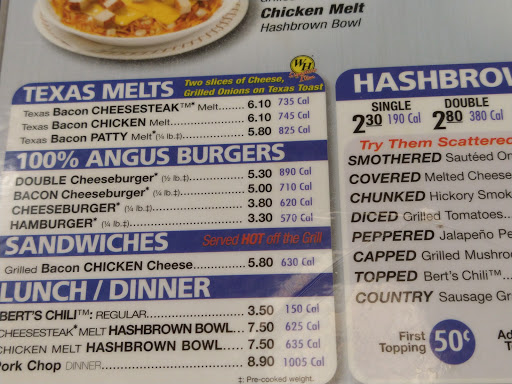 Chicken Melt
Hashbrown Bowl
TEXAS MELTS
Two slices of Cheese,
Grilled Onions on Texas Toast
WH
Texas Bacon CHEESESTEAK™* Melt....... 6.10 735 Cal
Texas Bacon CHICKEN Melt................ 6.10 745 Cal
Texas Bacon PATTY Melt* (¼ lb.‡)........... 5.80 825 Cal
100% ANGUS BURGERS
DOUBLE Cheeseburger* (½ lb.‡)............ 5.30 890 Cal
BACON Cheeseburger* (¼ lb.‡)............. 5.00 710 Cal
CHEESEBURGER* (¼ lb.‡)................... 3.80 620 Cal
HAMBURGER* (¼ lb.‡)....................... 3.30 570 Cal
SANDWICHES
Served HOT off the Grill
Grilled Bacon CHICKEN Cheese............... 5.80 630 Cal
LUNCH / DINNER
BERT'S CHILI™: REGULAR..................... 3.50 150 Cal
CHEESESTEAK* MELT HASHBROWN BOWL.. 7.50 625 Cal
CHICKEN MELT HASHBROWN BOWL..... 7.50 635 Cal
Pork Chop DINNER............................ 8.90 1005 Cal
‡: Pre-cooked weight.
HASHBROW
SINGLE DOUBLE
2 30 190 Cal 2 80 380 Cal
Try Them Scattered
SMOTHERED Sautéed On
COVERED Melted Cheese
CHUNKED Hickory Smok
DICED Grilled Tomatoes..
PEPPERED Jalapeño Pe
CAPPED Grilled Mushroo
TOPPED Bert's Chili™...
COUNTRY Sausage Gr
First
Topping
50¢
Ad
T